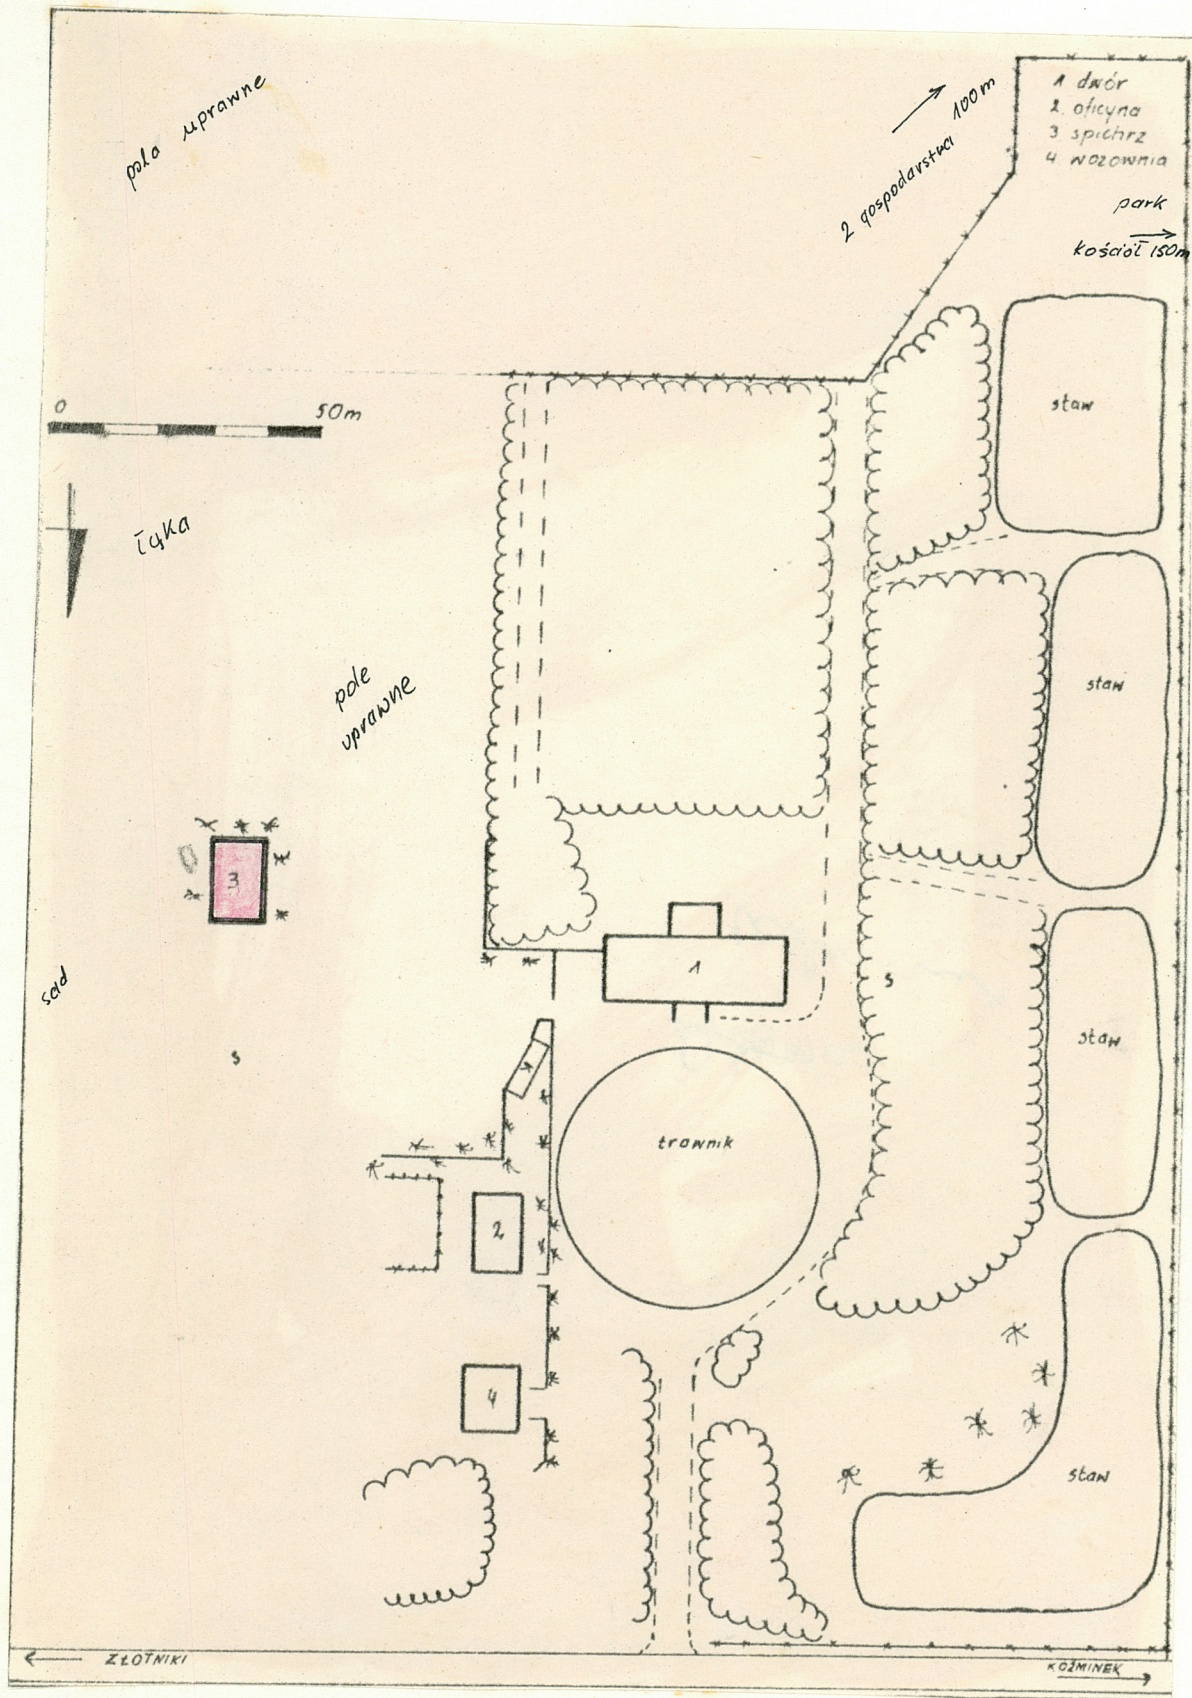 pola uprawne
2 gospodarstwa 100m
1 dwór
2. oficyna
3 spichrz
4. wozownia
park
kościół 150m
0 50m
staw
łąka
pole
uprawne
staw
3
sad
1
s
s
staw
trawnik
2
4
staw
ZŁOTNIKI
KOŹMINEK